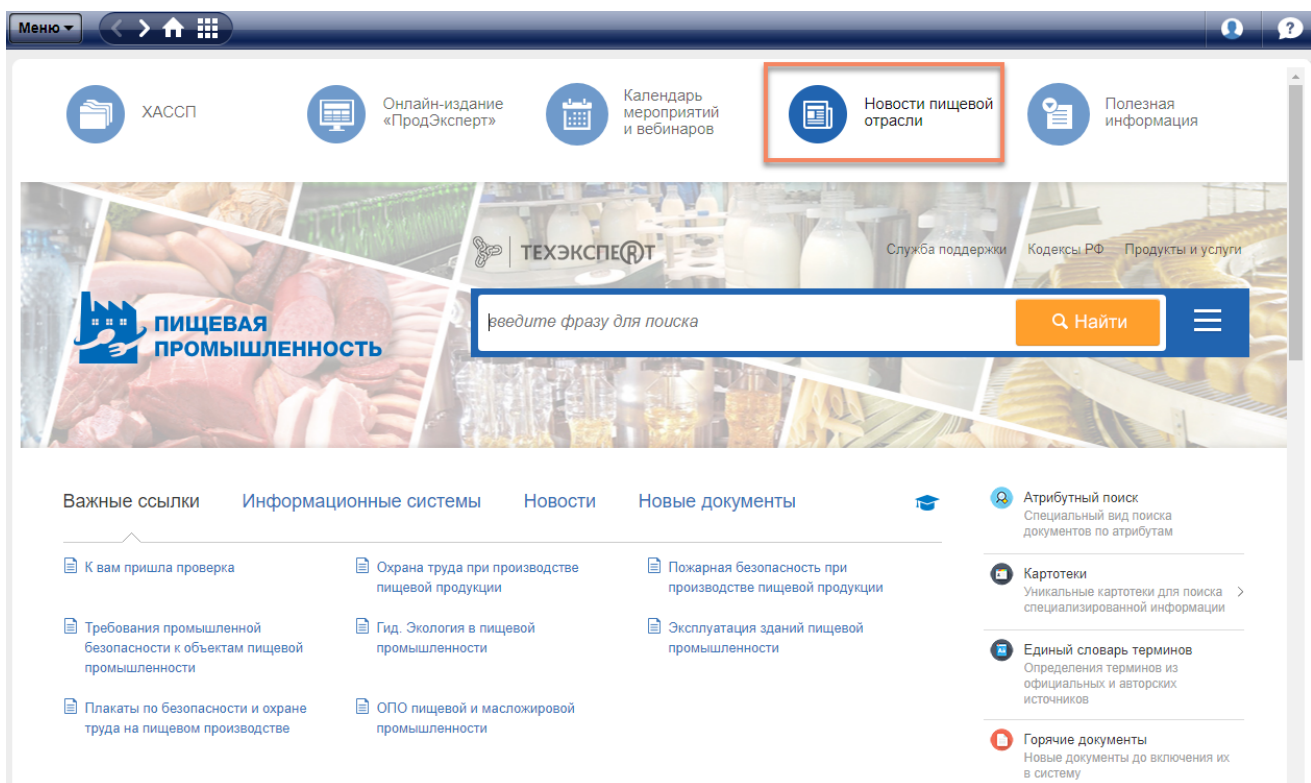 Меню
ХАССП
Онлайн-издание
«ПродЭксперт»
Календарь
мероприятий
и вебинаров
Новости пищевой
отрасли
Полезная
информация
ТЕХЭКСПЕ®Т
Служба поддержки Кодексы РФ Продукты и услуги
ПИЩЕВАЯ
ПРОМЫШЛЕННОСТЬ
введите фразу для поиска
Найти
Важные ссылки Информационные системы Новости Новые документы
К вам пришла проверка
Охрана труда при производстве
пищевой продукции
Пожарная безопасность при
производстве пищевой продукции
Требования промышленной
безопасности к объектам пищевой
промышленности
Гид. Экология в пищевой
промышленности
Эксплуатация зданий пищевой
промышленности
Плакаты по безопасности и охране
труда на пищевом производстве
ОПО пищевой и масложировой
промышленности
Атрибутный поиск
Специальный вид поиска
документов по атрибутам
Картотеки
Уникальные картотеки для поиска
специализированной информации
Единый словарь терминов
Определения терминов из
официальных и авторских
источников
Горячие документы
Новые документы до включения их
в систему